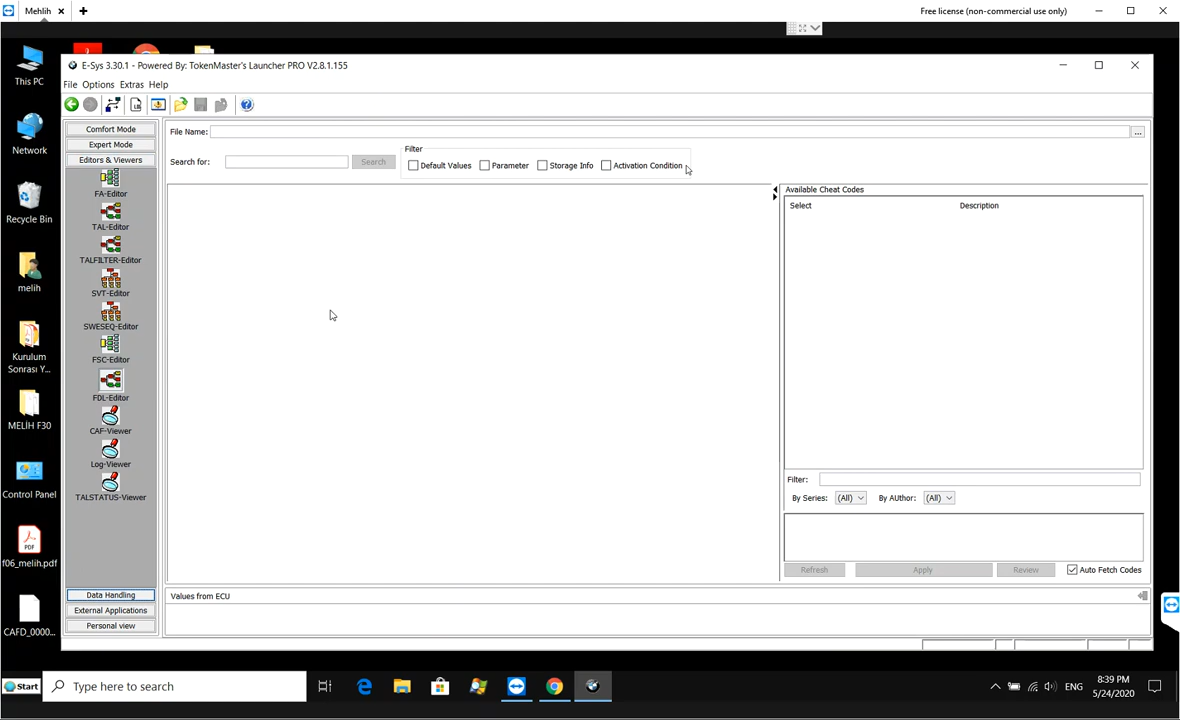 Mehlih
Free license (non-commercial use only)
E-Sys 3.30.1 - Powered By: TokenMaster's Launcher PRO V2.8.1.155
File Options Extras Help
This PC
Network
Recycle Bin
melih
Kurulum
Sonrası Y...
MELİH F30
Control Panel
PDF
f06_melih.pdf
CAFD_0000...
Comfort Mode
Expert Mode
Editors & Viewers
FA-Editor
TAL-Editor
TALFILTER-Editor
SVT-Editor
SWESEQ-Editor
FSC-Editor
FDL-Editor
CAF-Viewer
Log-Viewer
TALSTATUS-Viewer
Data Handling
External Applications
Personal view
File Name:
...
Search for:
Search
Filter
Default Values
Parameter
Storage Info
Activation Condition
Available Cheat Codes
Select
Description
Filter:
By Series: (All)
By AUthor: (All)
Refresh
Apply
Review
Auto Fetch Codes
Values from ECU
Start
Type here to search
ENG
8:39 PM
5/24/2020